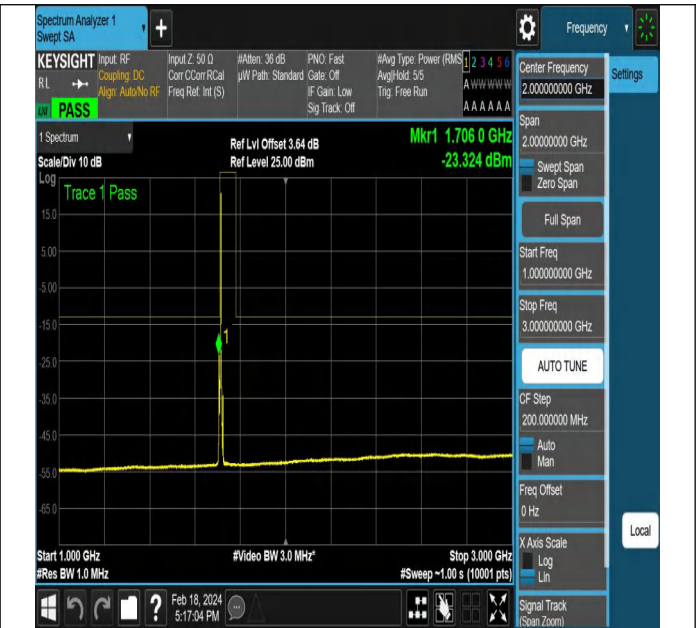 Spectrum Analyzer 1
Swept SA
+
Frequency
KEYSIGHT
Input: RF
Coupling: DC
Align: Auto/No RF
Input Z: 50 Ω
Corr CCorr RCal
Freq Ref: Int (S)
#Atten: 36 dB
µW Path: Standard
PNO: Fast
Gate: Off
IF Gain: Low
Sig Track: Off
#Avg Type: Power (RMS
Avg|Hold: 5/5
Trig: Free Run
1 2 3 4 5 6
A W W W W W
A A A A A A
R L
PASS
1 Spectrum
Scale/Div 10 dB
Ref Lvl Offset 3.64 dB
Ref Level 25.00 dBm
Mkr1 1.706 0 GHz
-23.324 dBm
Log
Trace 1 Pass
15.0
5.00
-5.00
-15.0
-25.0
-35.0
-45.0
-55.0
-65.0
1
Start 1.000 GHz
#Res BW 1.0 MHz
#Video BW 3.0 MHz*
Stop 3.000 GHz
#Sweep ~1.00 s (10001 pts)
Feb 18, 2024
5:17:04 PM
Center Frequency
2.000000000 GHz
Settings
Span
2.00000000 GHz
Swept Span
Zero Span
Full Span
Start Freq
1.000000000 GHz
Stop Freq
3.000000000 GHz
AUTO TUNE
CF Step
200.000000 MHz
Auto
Man
Freq Offset
0 Hz
X Axis Scale
Log
Lin
Local
Signal Track
(Span Zoom)